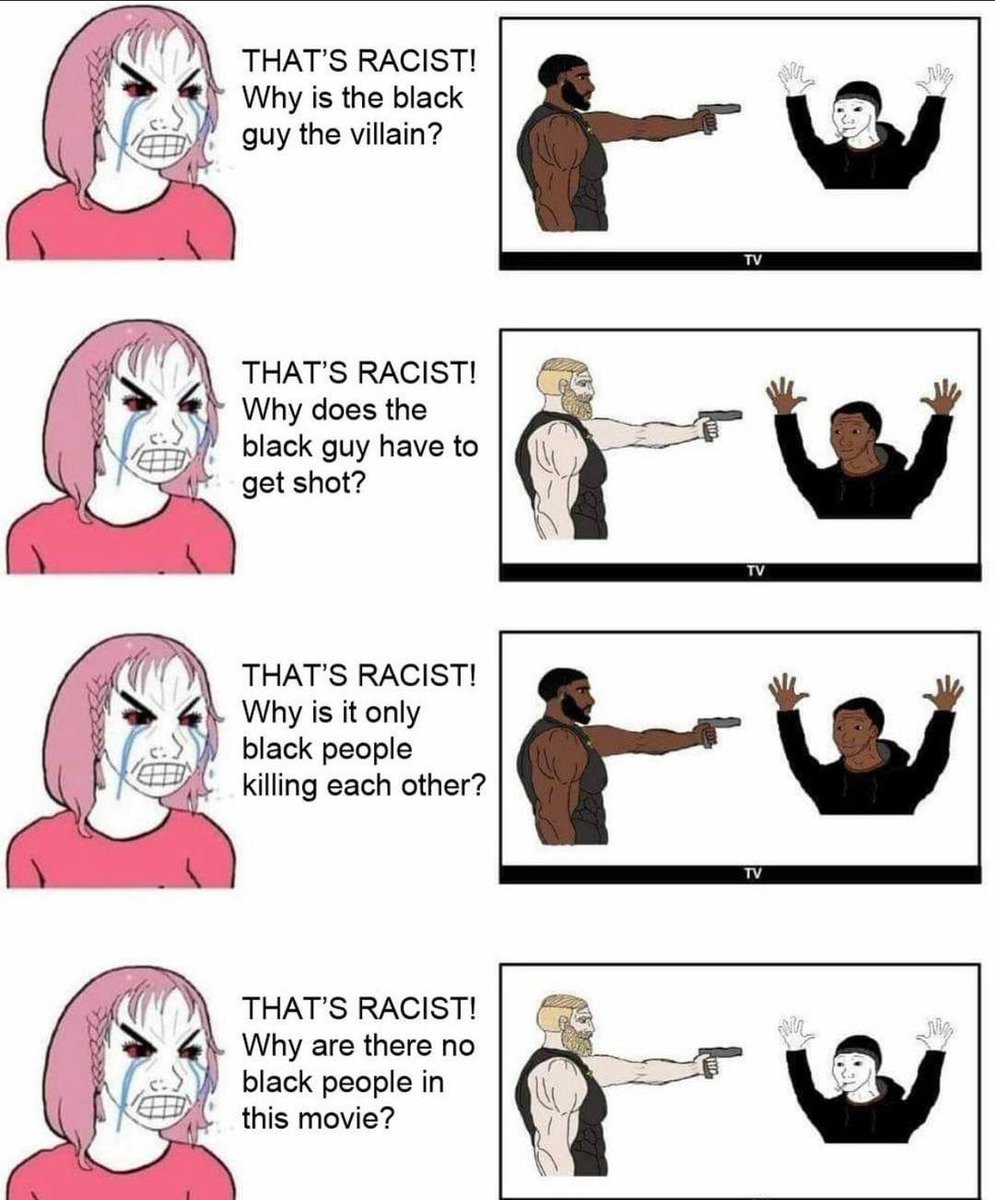 THAT'S RACIST!
Why is the black
guy the villain?
TV
THAT'S RACIST!
Why does the
black guy have to
get shot?
TV
THAT'S RACIST!
Why is it only
black people
killing each other?
TV
THAT'S RACIST!
Why are there no
black people in
this movie?